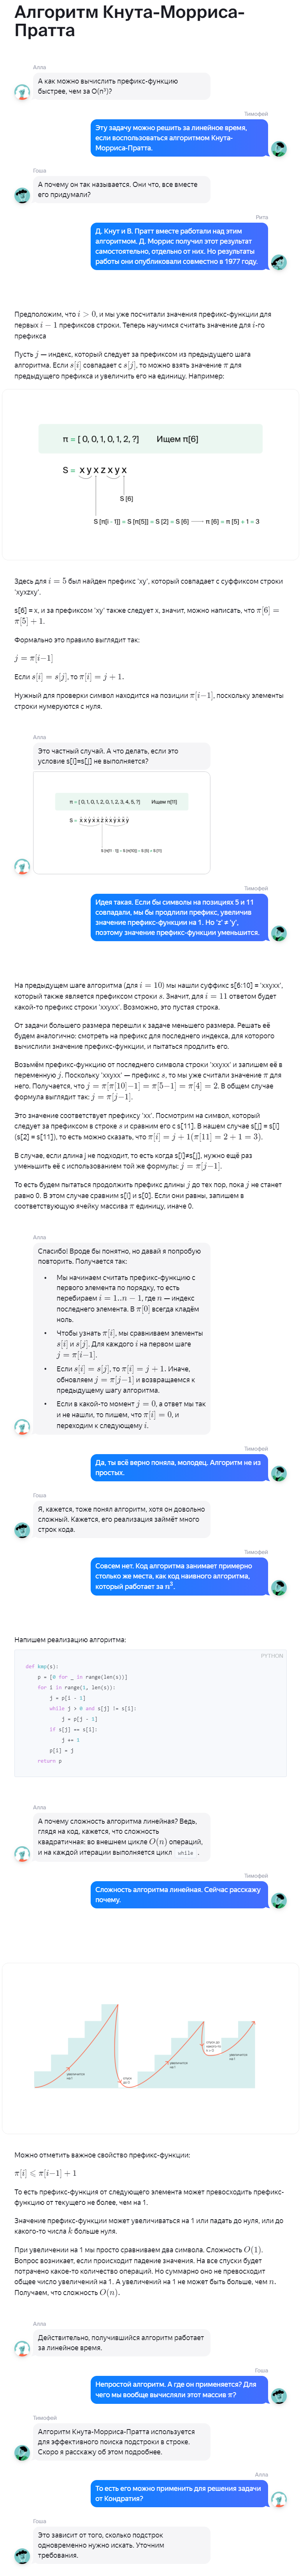 Алгоритм Кнута-Морриса-
Пратта
Алла
А как можно вычислить префикс-функцию
быстрее, чем за O(n³)?
Тимофей
Эту задачу можно решить за линейное время,
если воспользоваться алгоритмом Кнута-
Морриса-Пратта.
Гоша
А почему он так называется. Они что, все вместе
его придумали?
Рита
Д. Кнут и В. Пратт вместе работали над этим
алгоритмом. Д. Моррис получил этот результат
самостоятельно, отдельно от них. Но результаты
работы они опубликовали совместно в 1977 году.
Предположим, что i > 0, и мы уже посчитали значения префикс-функции для
первых i − 1 префиксов строки. Теперь научимся считать значение для i-го
префикса
Пусть j — индекс, который следует за префиксом из предыдущего шага
алгоритма. Если s[i] совпадает с s[j], то можно взять значение π для
предыдущего префикса и увеличить его на единицу. Например:
π = [ 0, 0, 1, 0, 1, 2, ?] Ищем π[6]
S = x y x z x y x
S [6]
S [π[i - 1]] = S [π[5]] = S [2] = S [6] → π [6] = π [5] + 1 = 3
Здесь для i = 5 был найден префикс 'xy', который совпадает с суффиксом строки
'xyxzxy'.
s[6] = x, и за префиксом 'xy' также следует x, значит, можно написать, что π[6] =
π[5] + 1.
Формально это правило выглядит так:
j = π[i−1]
Если s[i] = s[j], то π[i] = j + 1.
Нужный для проверки символ находится на позиции π[i−1], поскольку элементы
строки нумеруются с нуля.
Алла
Это частный случай. А что делать, если это
условие s[i]=s[j] не выполняется?
π = [ 0, 1, 0, 1, 2, 0, 1, 2, 3, 4, 5, ?] Ищем π[11]
S = x x y x x z x x y x x y
S [π[i - 1]] = S [π[10]] = S [5] ≠ S [11]
Тимофей
Идея такая. Если бы символы на позициях 5 и 11
совпадали, мы бы продлили префикс, увеличив
значение префикс-функции на 1. Но 'z' ≠ 'y',
поэтому значение префикс-функции уменьшится.
На предыдущем шаге алгоритма (для i = 10) мы нашли суффикс s[6:10] = 'xxyxx',
который также является префиксом строки s. Значит, для i = 11 ответом будет
какой-то префикс строки 'xxyxx'. Возможно, это пустая строка.
От задачи большего размера перешли к задаче меньшего размера. Решать её
будем аналогично: смотреть на префикс для последнего индекса, для которого
вычислили значение префикс-функции, и пытаться продлить его.
Возьмём префикс-функцию от последнего символа строки 'xxyxx' и запишем её в
переменную j. Поскольку 'xxyxx' — префикс s, то мы уже считали значение π для
него. Получается, что j = π[π[10]−1] = π[5−1] = π[4] = 2. В общем случае
формула выглядит так: j = π[j−1].
Это значение соответствует префиксу 'xx'. Посмотрим на символ, который
следует за префиксом в строке s и сравним его с s[11]. В нашем случае s[j] = s[i]
(s[2] = s[11]), то есть можно сказать, что π[i] = j + 1(π[11] = 2 + 1 = 3).
В случае, если длина j не подходит, то есть когда s[i]≠s[j], нужно ещё раз
уменьшить её с использованием той же формулы: j = π[j−1].
То есть будем пытаться продолжить префикс длины j до тех пор, пока j не станет
равно 0. В этом случае сравним s[i] и s[0]. Если они равны, запишем в
соответствующую ячейку массива π единицу, иначе 0.
Алла
Спасибо! Вроде бы понятно, но давай я попробую
повторить. Получается так:
• Мы начинаем считать префикс-функцию с
первого элемента по порядку, то есть
перебираем i = 1..n − 1, где n — индекс
последнего элемента. В π[0] всегда кладём
ноль.
• Чтобы узнать π[i], мы сравниваем элементы
s[i] и s[j]. Для каждого i на первом шаге
j = π[i−1].
• Если s[i] = s[j], то π[i] = j + 1. Иначе,
обновляем j = π[j−1] и возвращаемся к
предыдущему шагу алгоритма.
• Если в какой-то момент j = 0, а ответ мы так
и не нашли, то пишем, что π[i] = 0, и
переходим к следующему i.
Тимофей
Да, ты всё верно поняла, молодец. Алгоритм не из
простых.
Гоша
Я, кажется, тоже понял алгоритм, хотя он довольно
сложный. Кажется, его реализация займёт много
строк кода.
Тимофей
Совсем нет. Код алгоритма занимает примерно
столько же места, как код наивного алгоритма,
который работает за n³.
Напишем реализацию алгоритма:
PYTHON
def kmp(s):
p = [0 for _ in range(len(s))]
for i in range(1, len(s)):
j = p[i - 1]
while j > 0 and s[j] != s[i]:
j = p[j - 1]
if s[j] == s[i]:
j += 1
p[i] = j
return p
Алла
А почему сложность алгоритма линейная? Ведь,
глядя на код, кажется, что сложность
квадратичная: во внешнем цикле O(n) операций,
и на каждой итерации выполняется цикл while .
Тимофей
Сложность алгоритма линейная. Сейчас расскажу
почему.
увеличивается
на 1
спуск
до 0
увеличивается
на 1
спуск до
какого-то
k > 0
увеличивается
на 1
Можно отметить важное свойство префикс-функции:
π[i] ⩽ π[i−1] + 1
То есть префикс-функция от следующего элемента может превосходить префикс-
функцию от текущего не более, чем на 1.
Значение префикс-функции может увеличиваться на 1 или падать до нуля, или до
какого-то числа k больше нуля.
При увеличении на 1 мы просто сравниваем два символа. Сложность O(1).
Вопрос возникает, если происходит падение значения. На все спуски будет
потрачено какое-то количество операций. Но суммарно оно не превосходит
общее число увеличений на 1. А увеличений на 1 не может быть больше, чем n.
Получаем, что сложность O(n).
Алла
Действительно, получившийся алгоритм работает
за линейное время.
Гоша
Непростой алгоритм. А где он применяется? Для
чего мы вообще вычисляли этот массив π?
Тимофей
Алгоритм Кнута-Морриса-Пратта используется
для эффективного поиска подстроки в строке.
Скоро я расскажу об этом подробнее.
Алла
То есть его можно применить для решения задачи
от Кондратия?
Гоша
Это зависит от того, сколько подстрок
одновременно нужно искать. Уточним
требования.